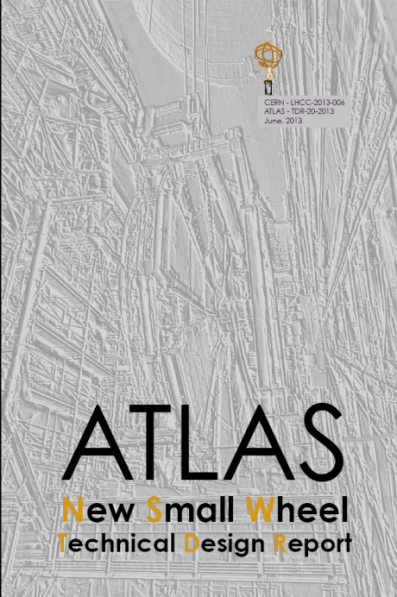 CERN - LHCC-2013-006
ATLAS - TDR-20-2013
June, 2013
ATLAS
New Small Wheel
Technical Design Report